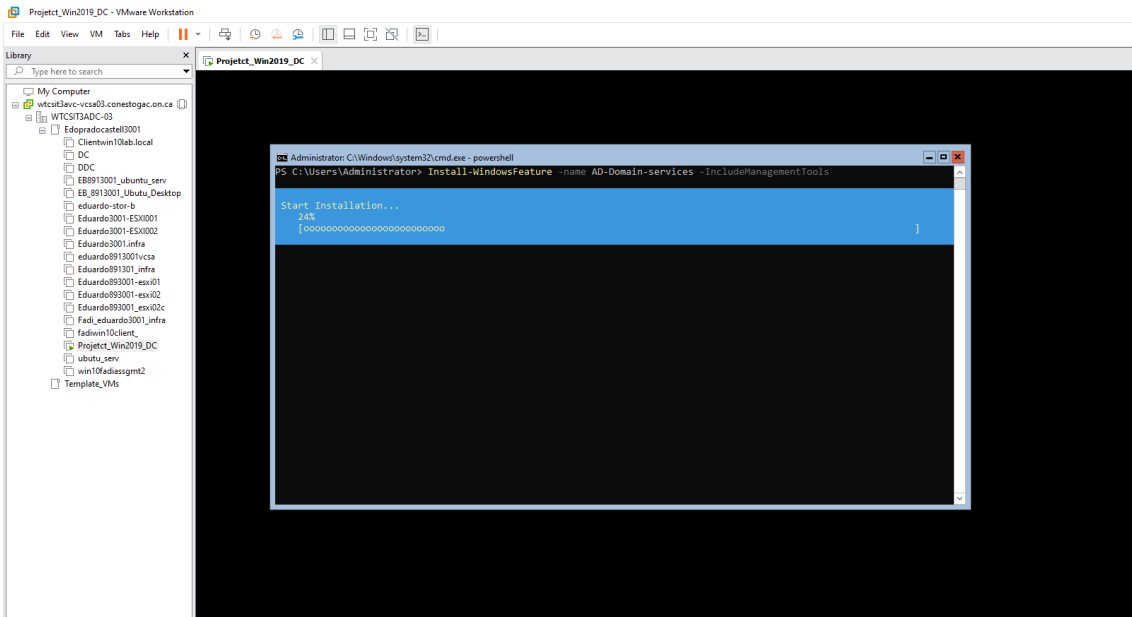 Projetct_Win2019_DC - VMware Workstation
File Edit View VM Tabs Help
Library
Type here to search
My Computer
wtcsit3avc-vcsa03.conestogac.on.ca
WTCSIT3ADC-03
Edopradocastell3001
Clientwin10lab.local
DC
DDC
EB8913001_ubuntu_serv
EB_8913001_Ubutu_Desktop
eduardo-stor-b
Eduardo3001-ESXI001
Eduardo3001-ESXI002
Eduardo3001.infra
eduardo8913001vcsa
Eduardo891301_infra
Eduardo893001-esxi01
Eduardo893001-esxi02
Eduardo893001_esxi02c
Fadi_eduardo3001_infra
fadiwin10client_
Projetct_Win2019_DC
ubutu_serv
win10fadiassgmt2
Template_VMs
Projetct_Win2019_DC
Administrator: C:\Windows\system32\cmd.exe - powershell
PS C:\Users\Administrator> Install-WindowsFeature -name AD-Domain-services -IncludeManagementTools
Start Installation...
24%
[ooooooooooooooooooooooooo ]